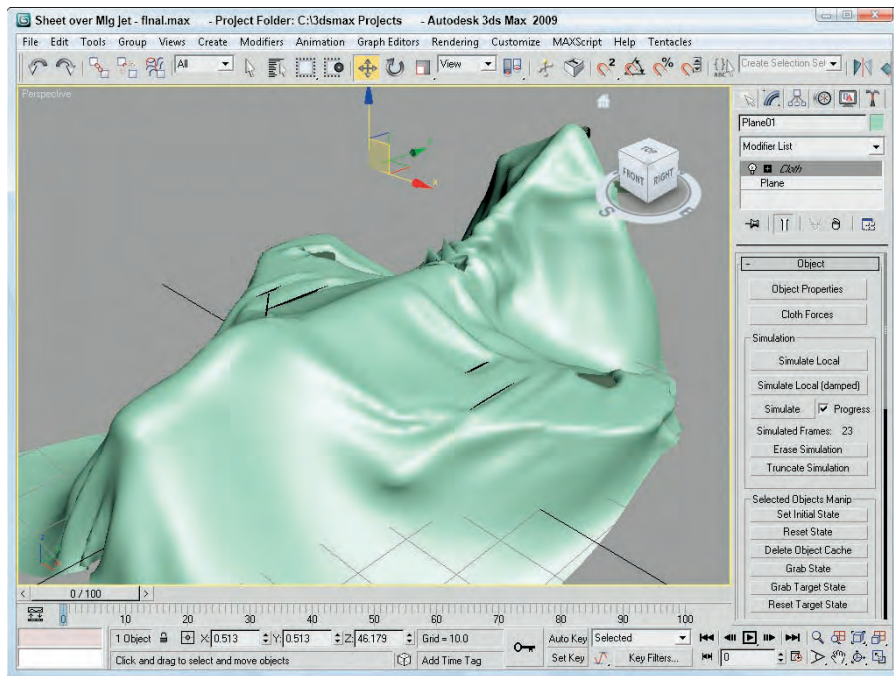 Sheet over Mig Jet - final.max - Project Folder: C:\3dsmax Projects - Autodesk 3ds Max 2009
File Edit Tools Group Views Create Modifiers Animation Graph Editors Rendering Customize MAXScript Help Tentacles
All View Create Selection Set
Perspective
TOP
FRONT RIGHT
S E
z
x
Plane01
Modifier List
Cloth
Plane
- Object
Object Properties
Cloth Forces
Simulation
Simulate Local
Simulate Local (damped)
Simulate Progress
Simulated Frames: 23
Erase Simulation
Truncate Simulation
Selected Objects Manip
Set Initial State
Reset State
Delete Object Cache
Grab State
Grab Target State
Reset Target State
< 0 / 100 >
0 10 20 30 40 50 60 70 80 90 100
1 Object X: 0.513 Y: 0.513 Z: 46.179 Grid = 10.0 Auto Key Selected
Click and drag to select and move objects Add Time Tag Set Key Key Filters... 0